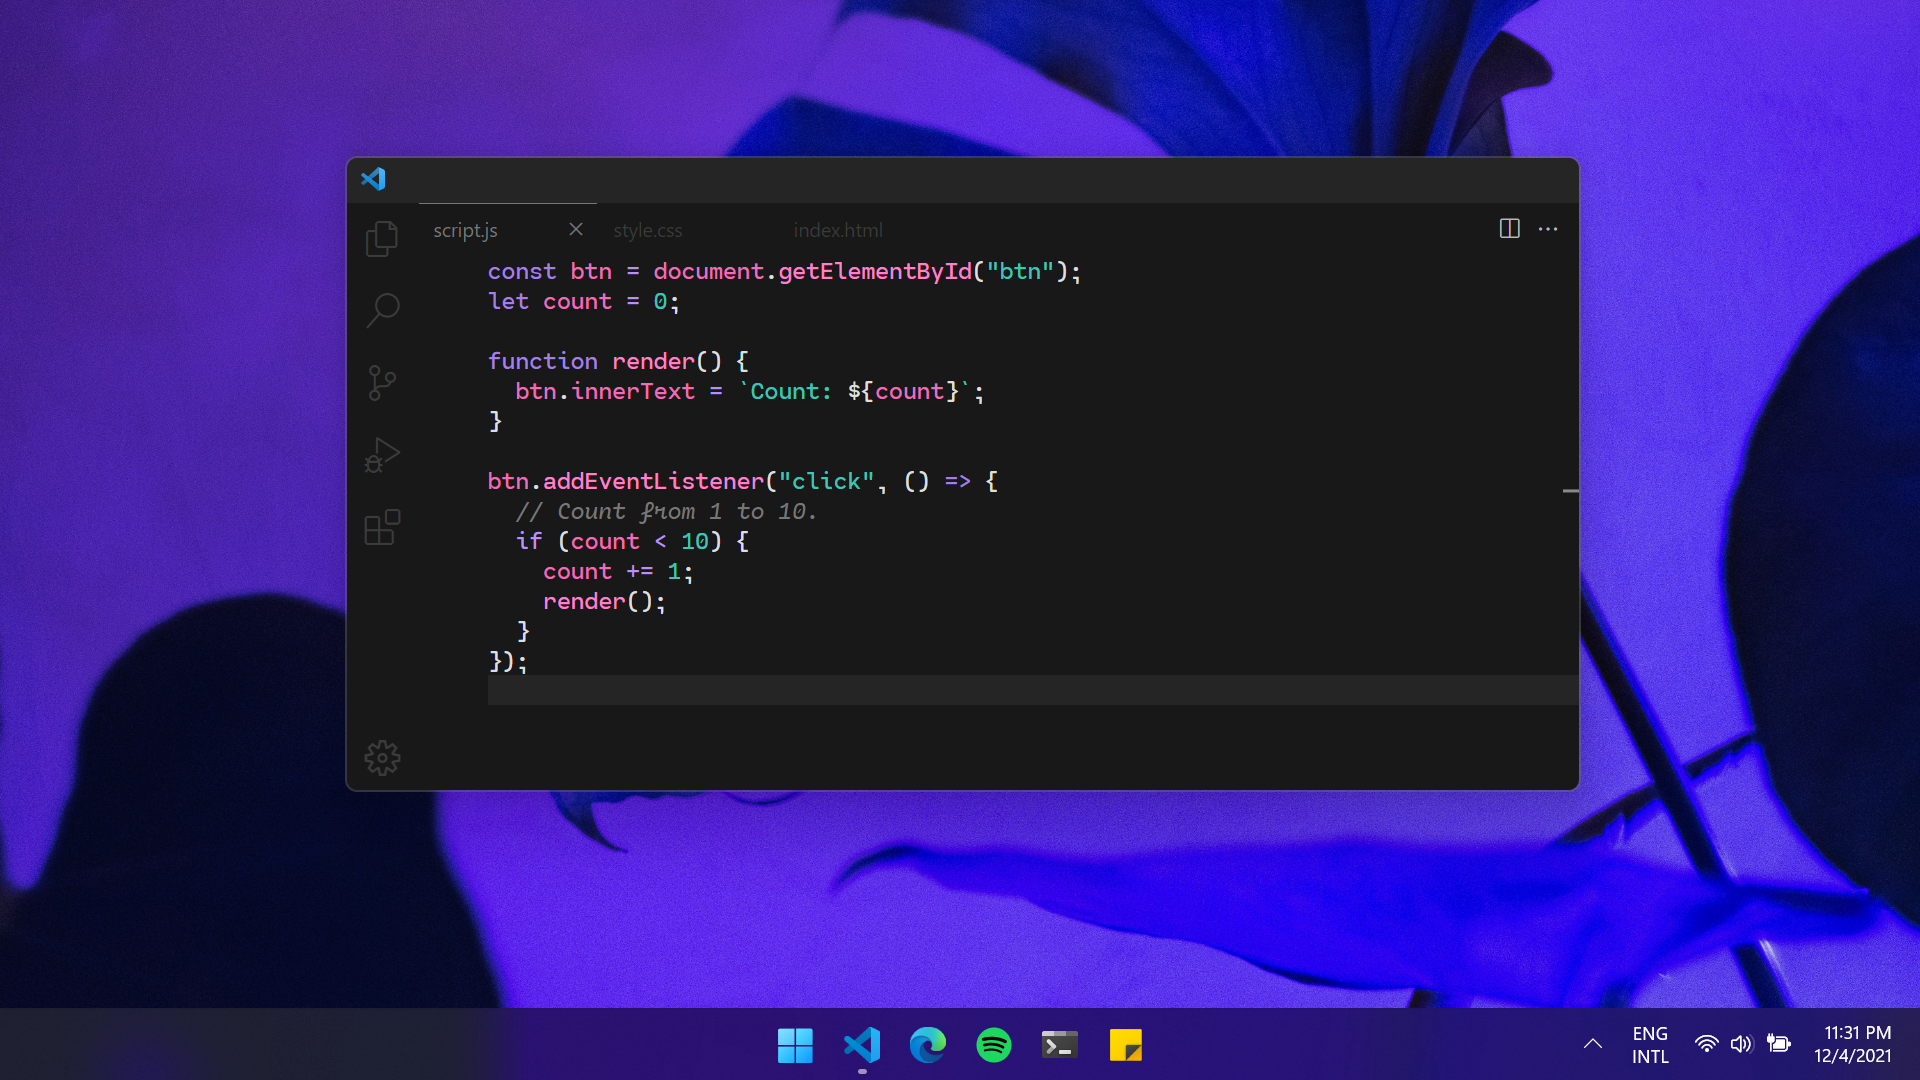 script.js
style.css
index.html
const btn = document.getElementById("btn");
let count = 0;
function render() {
  btn.innerText = `Count: ${count}`;
}
btn.addEventListener("click", () => {
  // Count from 1 to 10.
  if (count < 10) {
    count += 1;
    render();
  }
});
ENG
INTL
11:31 PM
12/4/2021